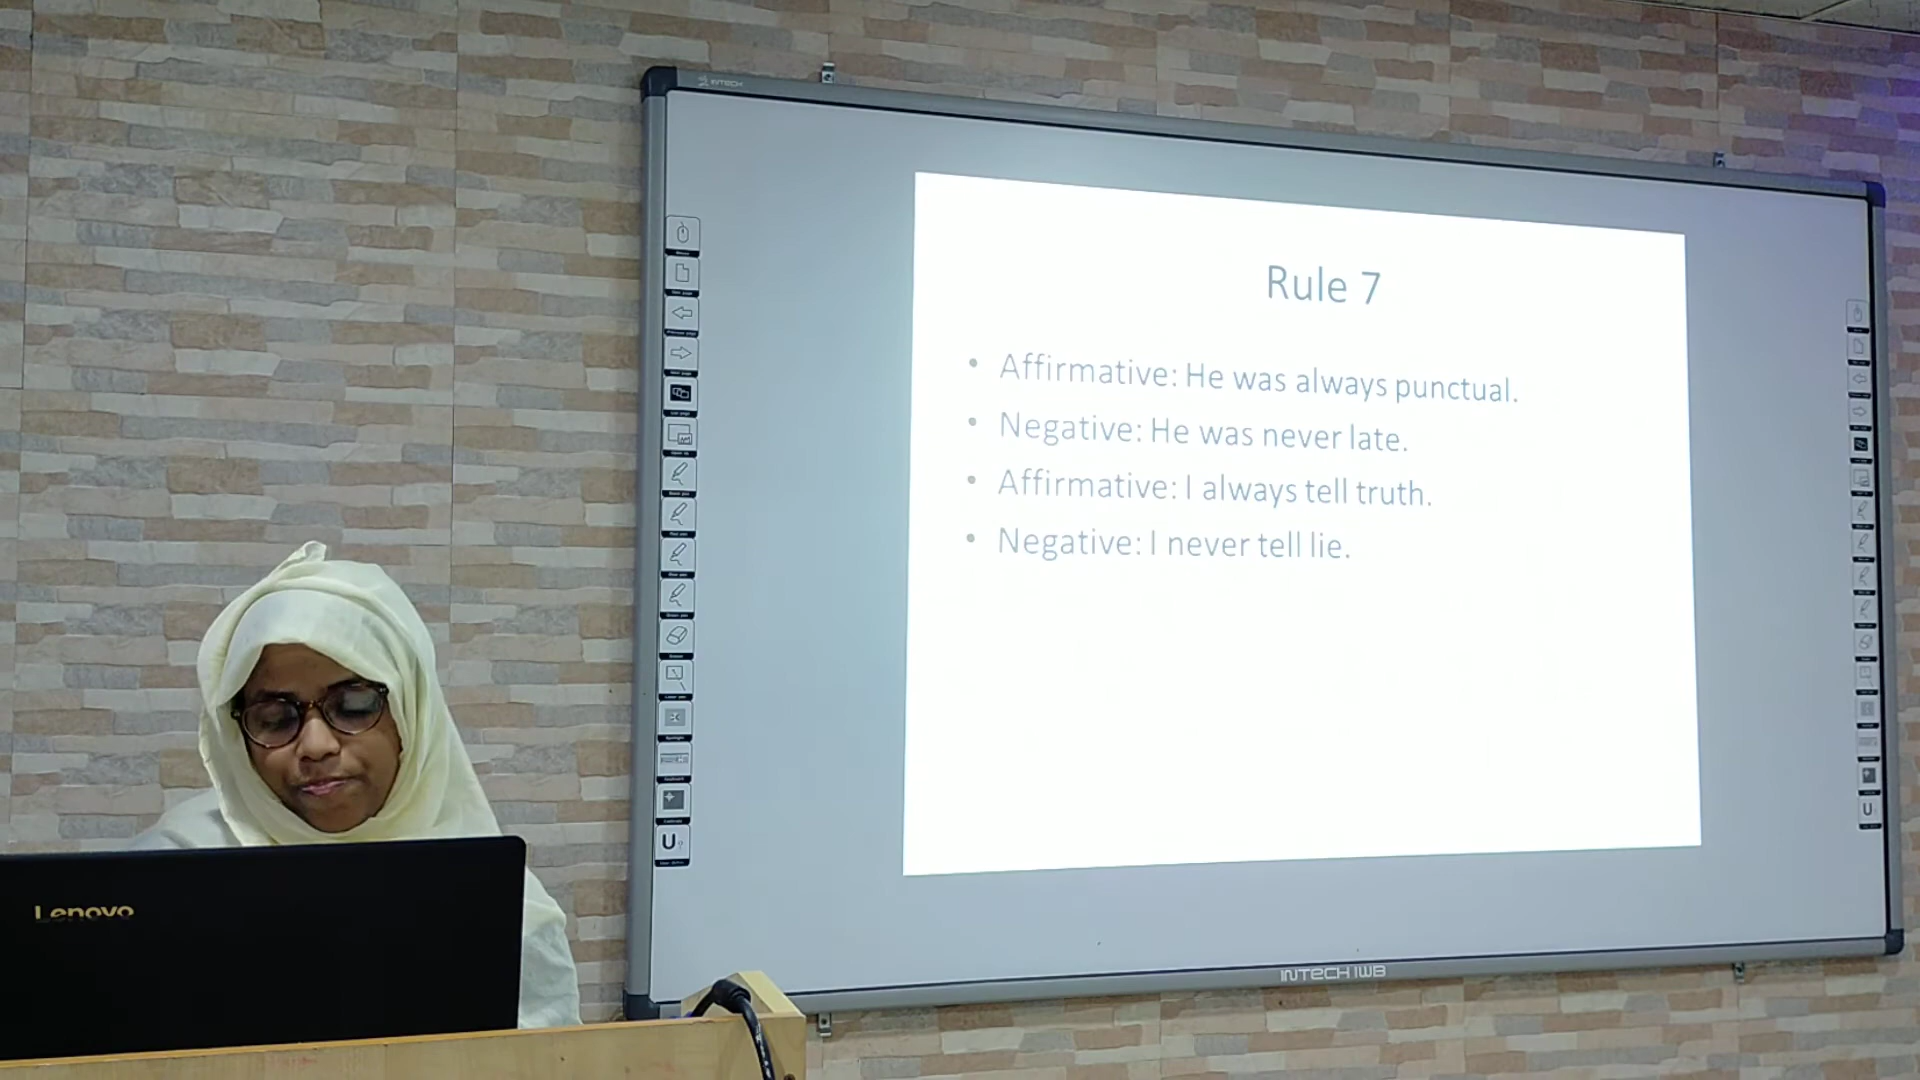 INTECH
Rule 7
• Affirmative: He was always punctual.
• Negative: He was never late.
• Affirmative: I always tell truth.
• Negative: I never tell lie.
Lenovo
INTECH IWB
U
U